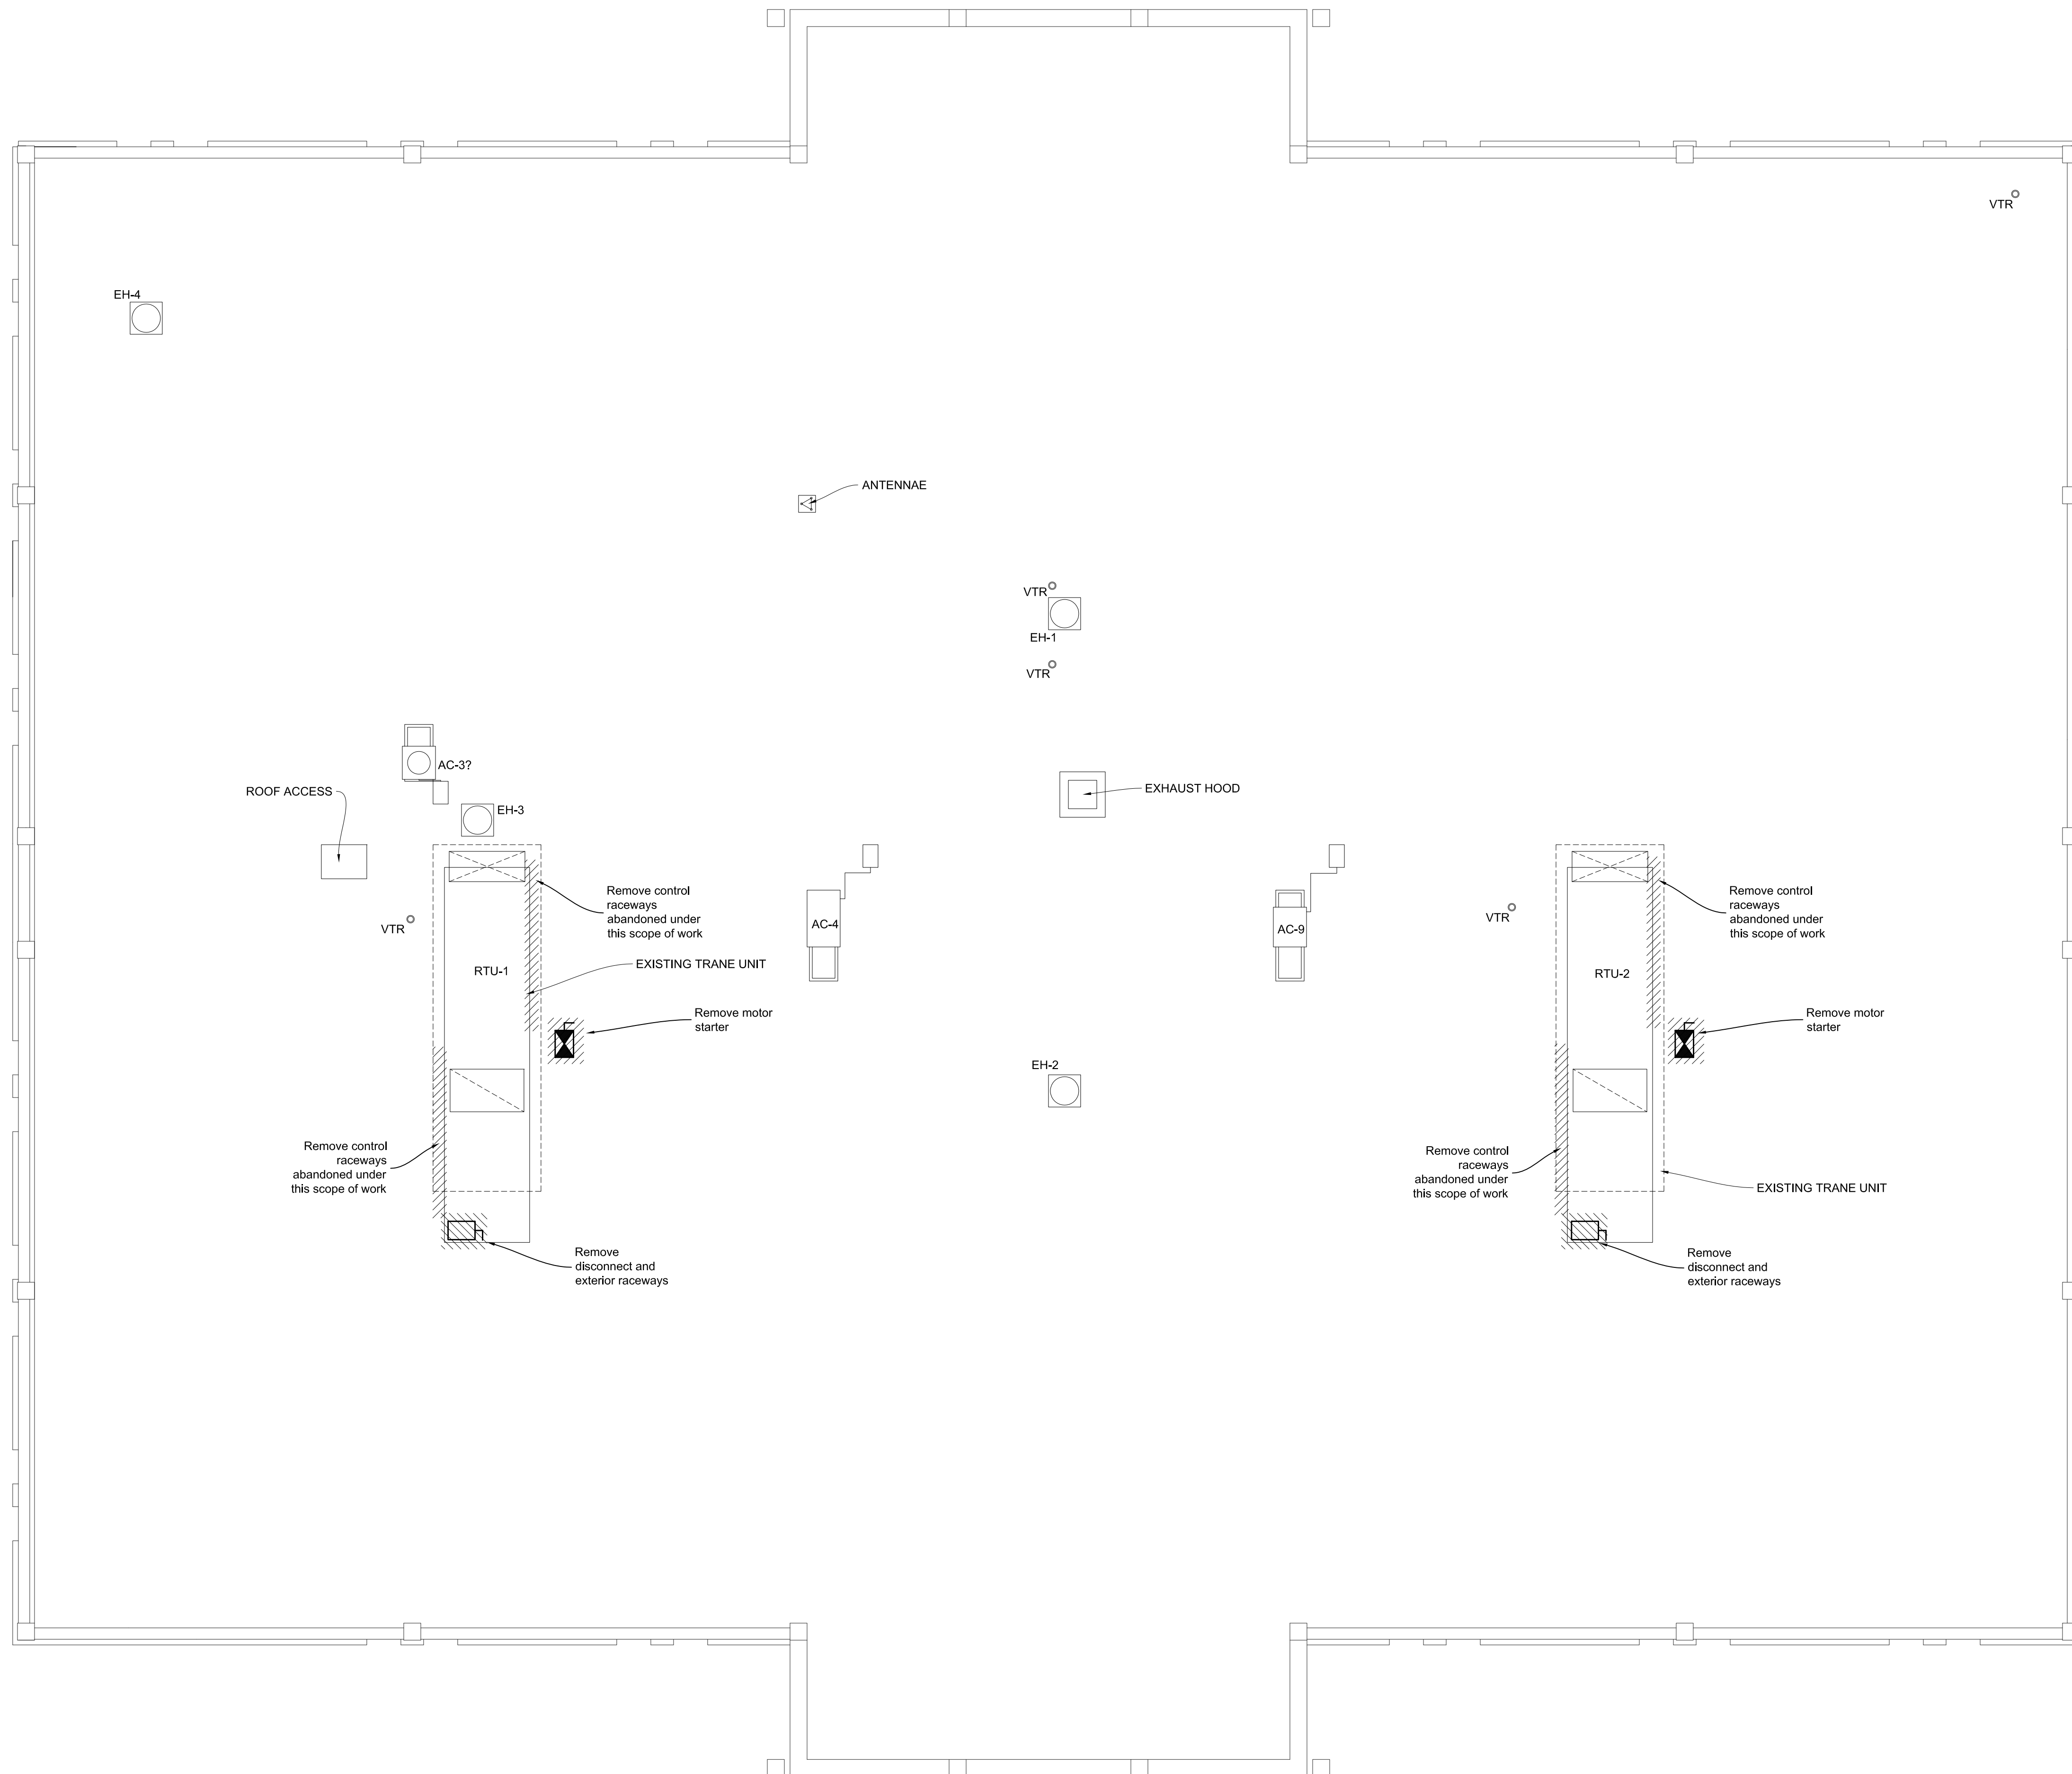 VTR
EH-4
ANTENNAE
VTR
EH-1
VTR
AC-3?
ROOF ACCESS
EXHAUST HOOD
EH-3
Remove control
raceways
abandoned under
this scope of work
Remove control
raceways
abandoned under
this scope of work
VTR
AC-4
AC-9
VTR
RTU-1
EXISTING TRANE UNIT
RTU-2
Remove motor
starter
Remove motor
starter
EH-2
Remove control
raceways
abandoned under
this scope of work
Remove control
raceways
abandoned under
this scope of work
EXISTING TRANE UNIT
Remove
disconnect and
exterior raceways
Remove
disconnect and
exterior raceways